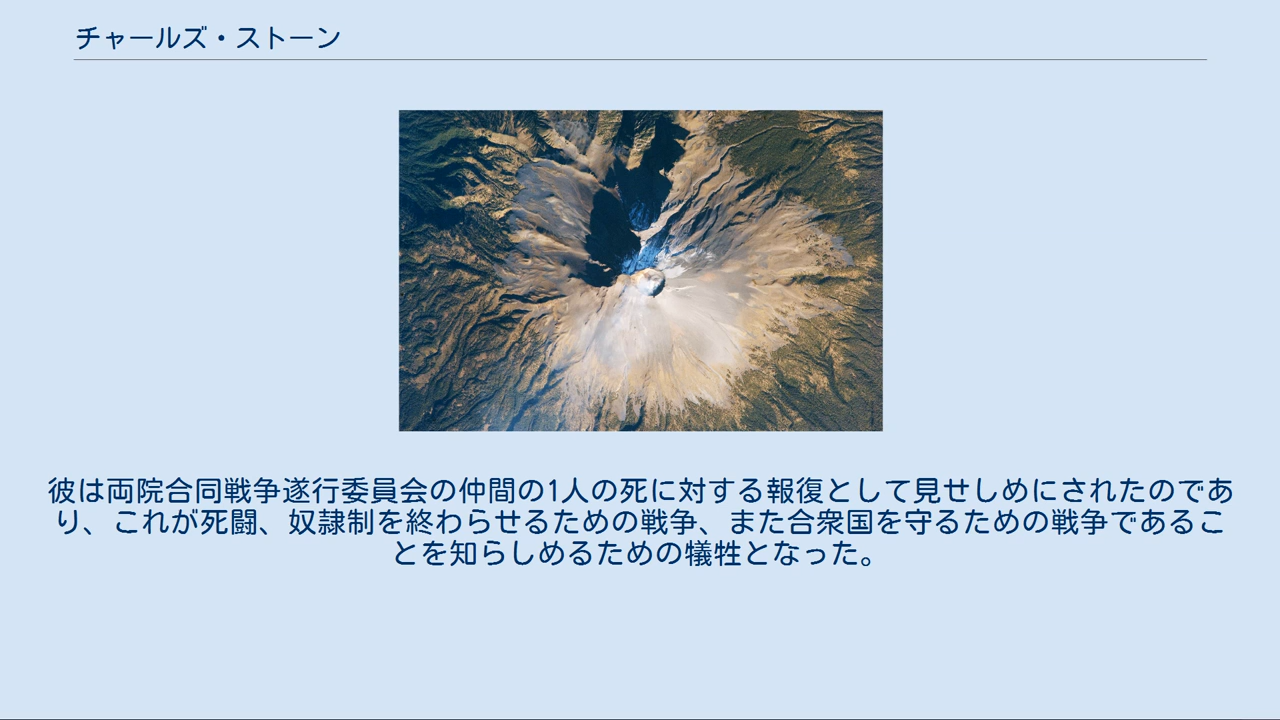 チャールズ・ストーン
彼は両院合同戦争遂行委員会の仲間の1人の死に対する報復として見せしめにされたのであ
り、これが死闘、奴隷制を終わらせるための戦争、また合衆国を守るための戦争であるこ
とを知らしめるための犠牲となった。